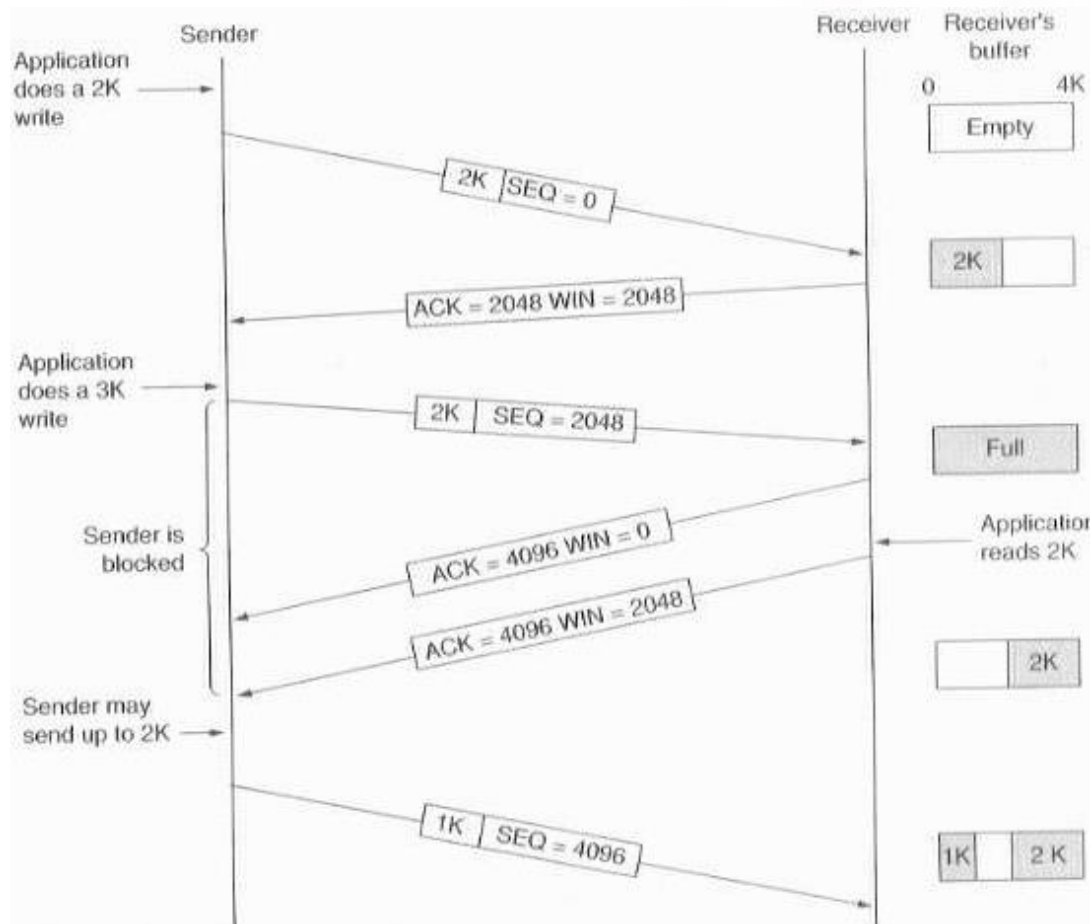 Sender
Receiver
Receiver's
buffer
Application
does a 2K
write
0 4K
Empty
2K SEQ = 0
2K
ACK = 2048 WIN = 2048
Application
does a 3K
write
2K SEQ = 2048
Full
Sender is
blocked
Application
reads 2K
ACK = 4096 WIN = 0
ACK = 4096 WIN = 2048
2K
Sender may
send up to 2K
1K SEQ = 4096
1K 2 K